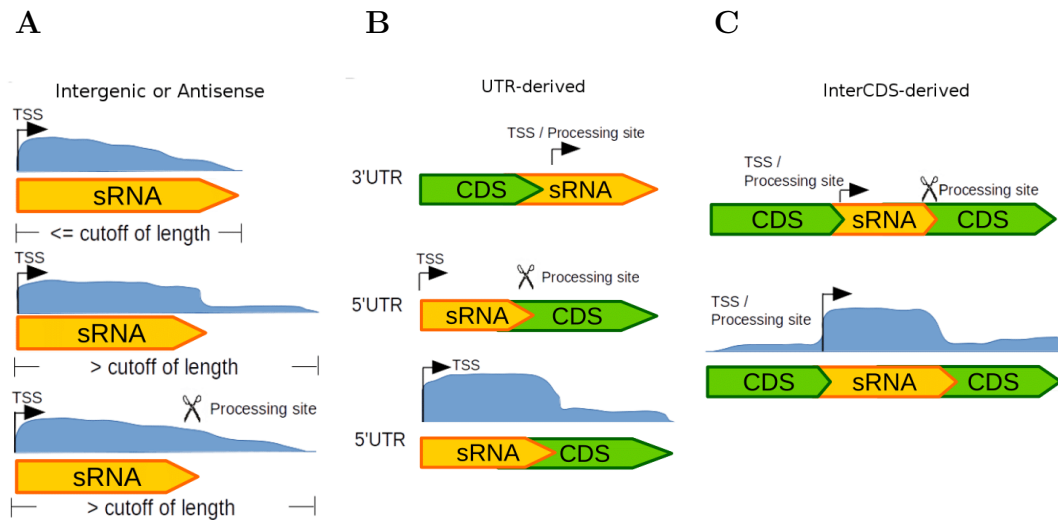 A
B
C
Intergenic or Antisense
TSS
sRNA
<= cutoff of length
TSS
sRNA
> cutoff of length
TSS
Processing site
sRNA
> cutoff of length
UTR-derived
TSS / Processing site
3'UTR
CDS
sRNA
TSS
Processing site
5'UTR
sRNA
CDS
TSS
5'UTR
sRNA
CDS
InterCDS-derived
TSS /
Processing site
Processing site
CDS
sRNA
CDS
TSS /
Processing site
CDS
sRNA
CDS